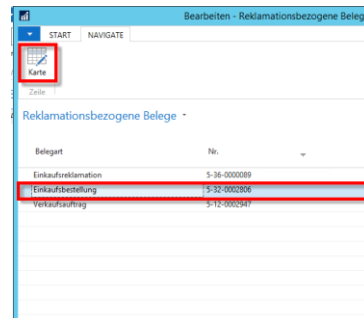 Bearbeiten - Reklamationsbezogene Beleg
START NAVIGATE
Karte
Zeile
Reklamationsbezogene Belege
Belegart Nr.
Einkaufsreklamation 5-36-0000089
Einkaufsbestellung 5-32-0002806
Verkaufsauftrag 5-12-0002947